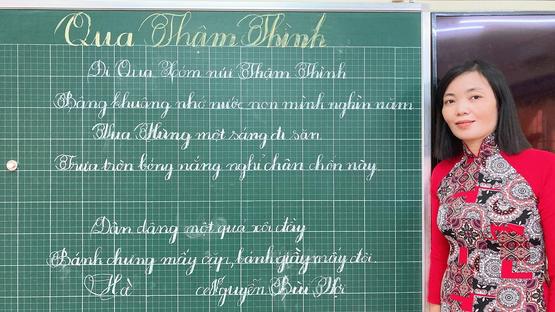 Qua Thậm Thình
Đi Qua Xóm núi Thậm Thình
Bâng khuâng nhớ nước non mình nghìn năm
Vua Hùng một sáng đi săn
Trưa tròn bóng nắng nghỉ chân chốn này.
Dân dâng một quả xôi đầy
Bánh chưng mấy cặp, bánh giầy mấy đôi.
Hà Nguyễn Bùi Vợi